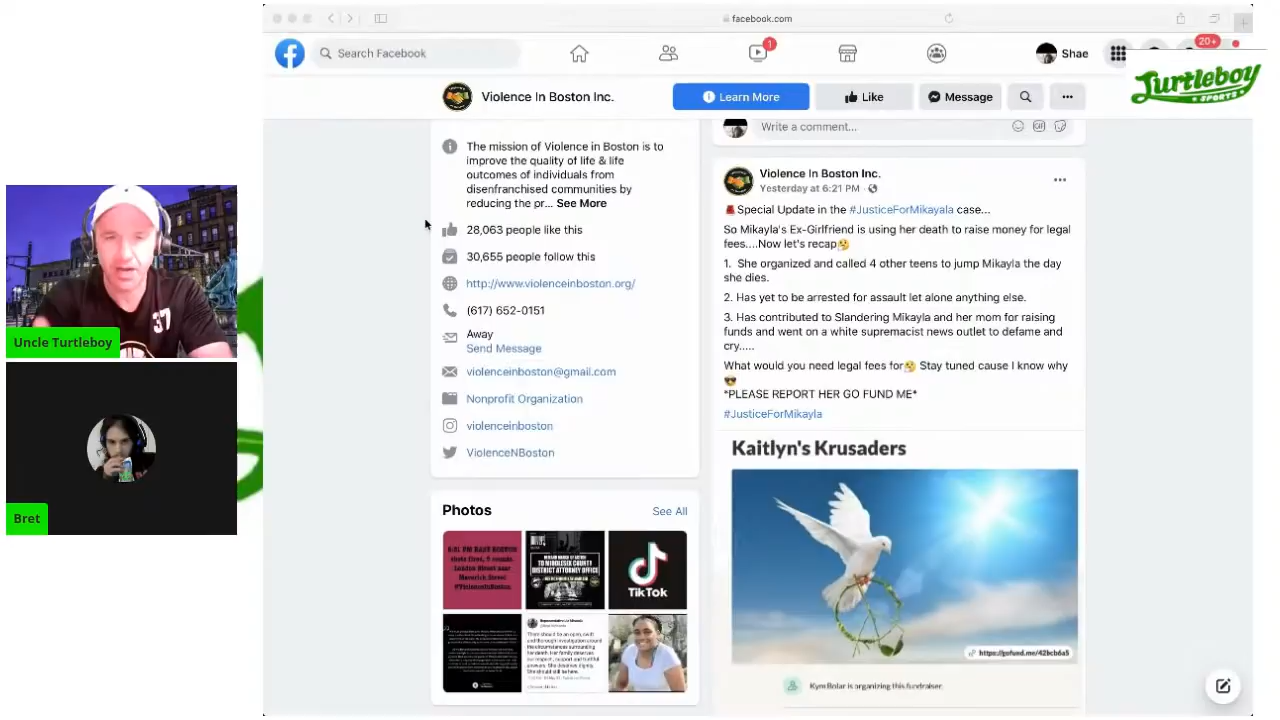 facebook.com
Search Facebook
1
Shae
20+
Turtleboy
SPORTS
Violence In Boston Inc.
Learn More
Like
Message
The mission of Violence in Boston is to
improve the quality of life & life
outcomes of individuals from
disenfranchised communities by
reducing the pr... See More
28,063 people like this
30,655 people follow this
http://www.violenceinboston.org/
(617) 652-0151
Away
Send Message
violenceinboston@gmail.com
Nonprofit Organization
violenceinboston
ViolenceNBoston
Photos
See All
TikTok
Write a comment...
GIF
Violence In Boston Inc.
Yesterday at 6:21 PM ·
🎒Special Update in the #JusticeForMikayala case...
So Mikayla's Ex-Girlfriend is using her death to raise money for legal
fees....Now let's recap🤔
1. She organized and called 4 other teens to jump Mikayla the day
she dies.
2. Has yet to be arrested for assault let alone anything else.
3. Has contributed to Slandering Mikayla and her mom for raising
funds and went on a white supremacist news outlet to defame and
cry.....
What would you need legal fees for🤔 Stay tuned cause I know why
😎
*PLEASE REPORT HER GO FUND ME*
#JusticeForMikayla
Kaitlyn's Krusaders
https://gofund.me/42bcb6a5
Kym Bolar is organizing this fundraiser.
37
Uncle Turtleboy
Bret